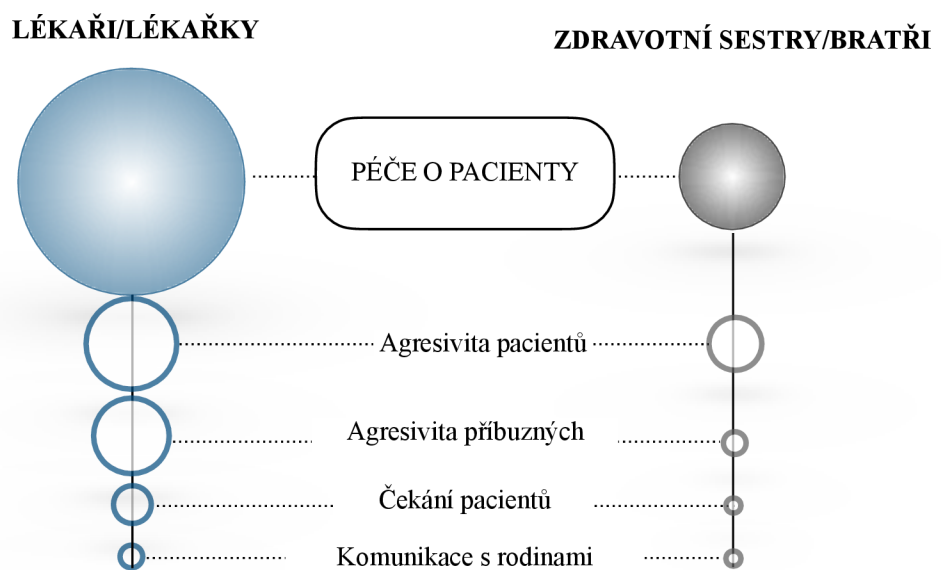 LÉKAŘI/LÉKAŘKY
ZDRAVOTNÍ SESTRY/BRATŘI
PÉČE O PACIENTY
Agresivita pacientů
Agresivita příbuzných
Čekání pacientů
Komunikace s rodinami